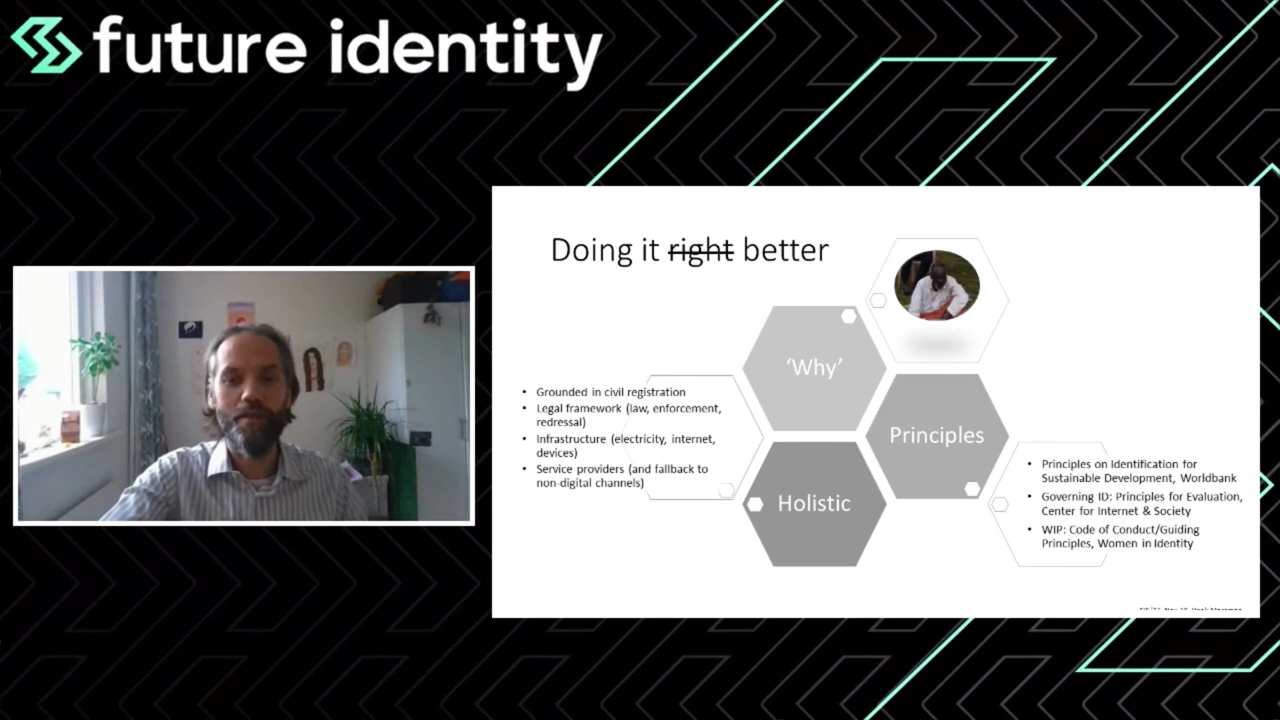 future identity
Doing it right better
‘Why’
Principles
Holistic
• Grounded in civil registration
• Legal framework (law, enforcement,
redressal)
• Infrastructure (electricity, internet,
devices)
• Service providers (and fallback to
non-digital channels)
• Principles on Identification for
Sustainable Development, Worldbank
• Governing ID: Principles for Evaluation,
Center for Internet & Society
• WIP: Code of Conduct/Guiding
Principles, Women in Identity